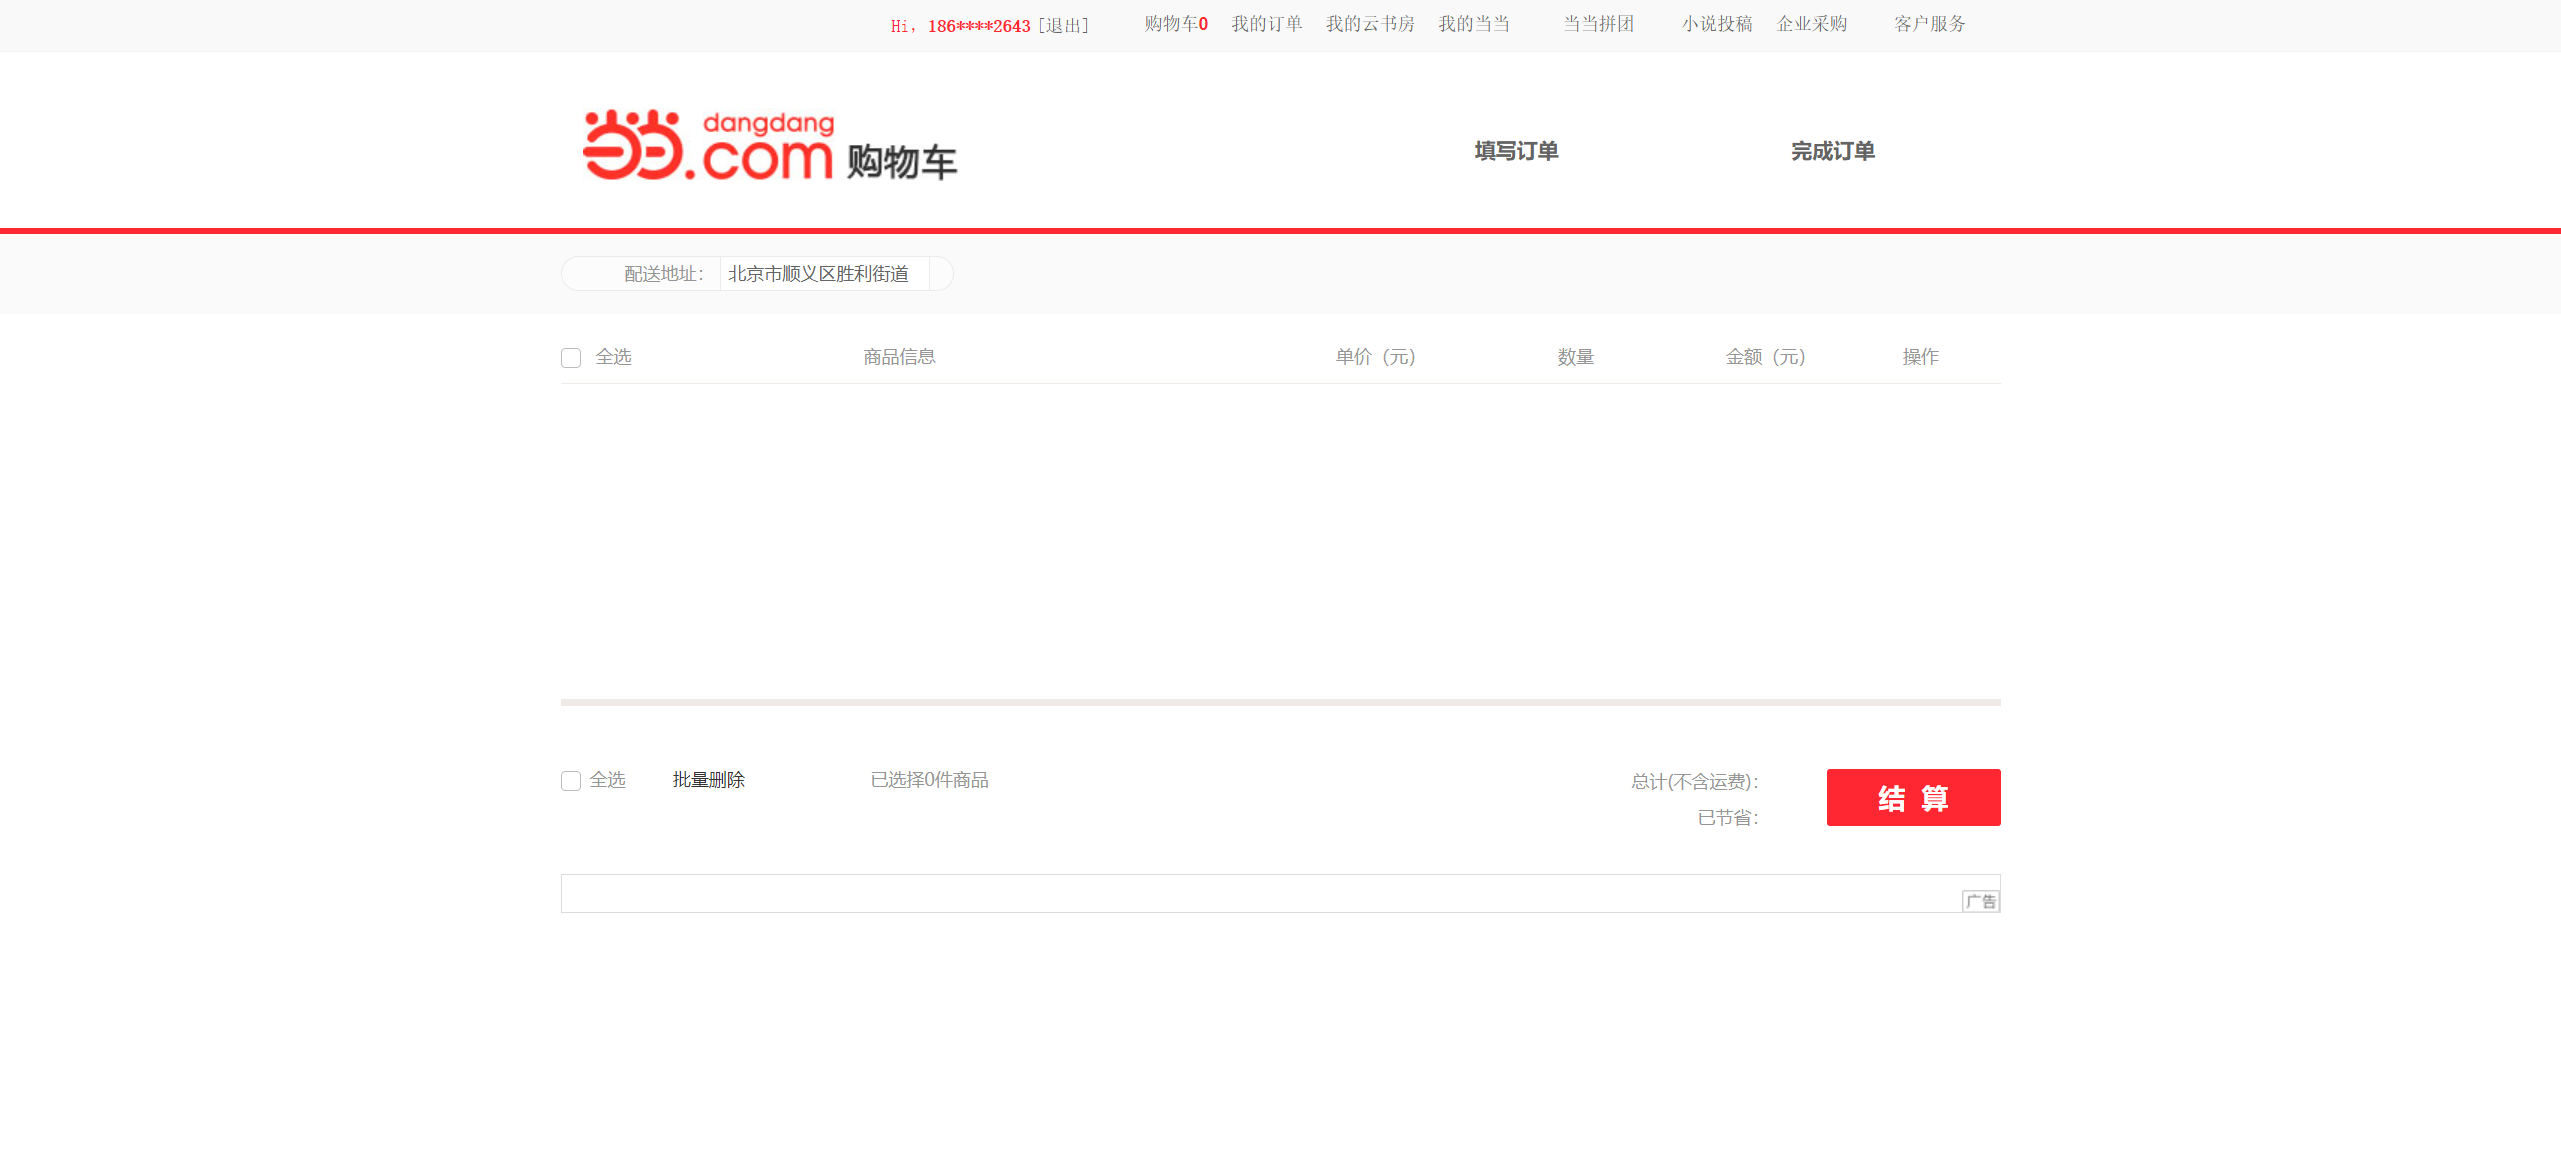 Hi，186****2643 [退出] 购物车0 我的订单 我的云书房 我的当当 当当拼团 小说投稿 企业采购 客户服务
当当 dangdang
.com 购物车
填写订单 完成订单
配送地址： 北京市顺义区胜利街道
全选 商品信息 单价（元） 数量 金额（元） 操作
全选 批量删除 已选择0件商品 总计(不含运费)： 结 算
已节省：
广告